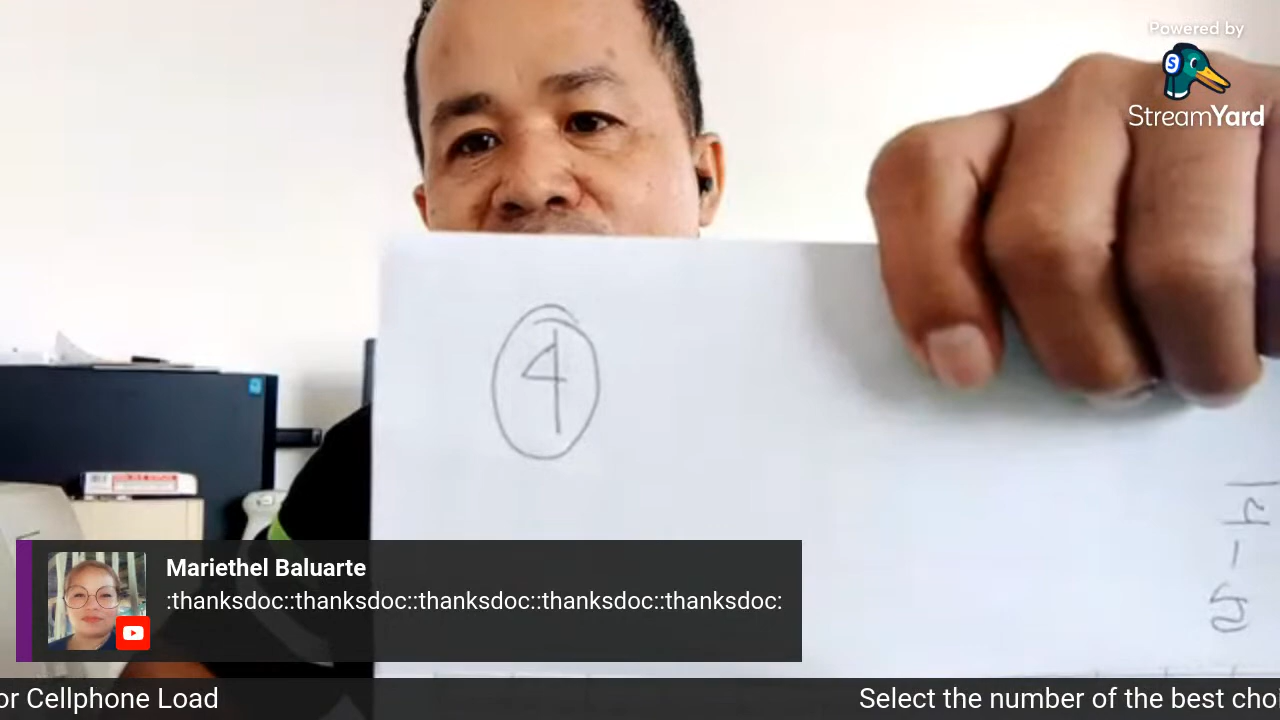 Powered by
StreamYard
4
Mariethel Baluarte
:thanksdoc::thanksdoc::thanksdoc::thanksdoc::thanksdoc:
or Cellphone Load
Select the number of the best cho